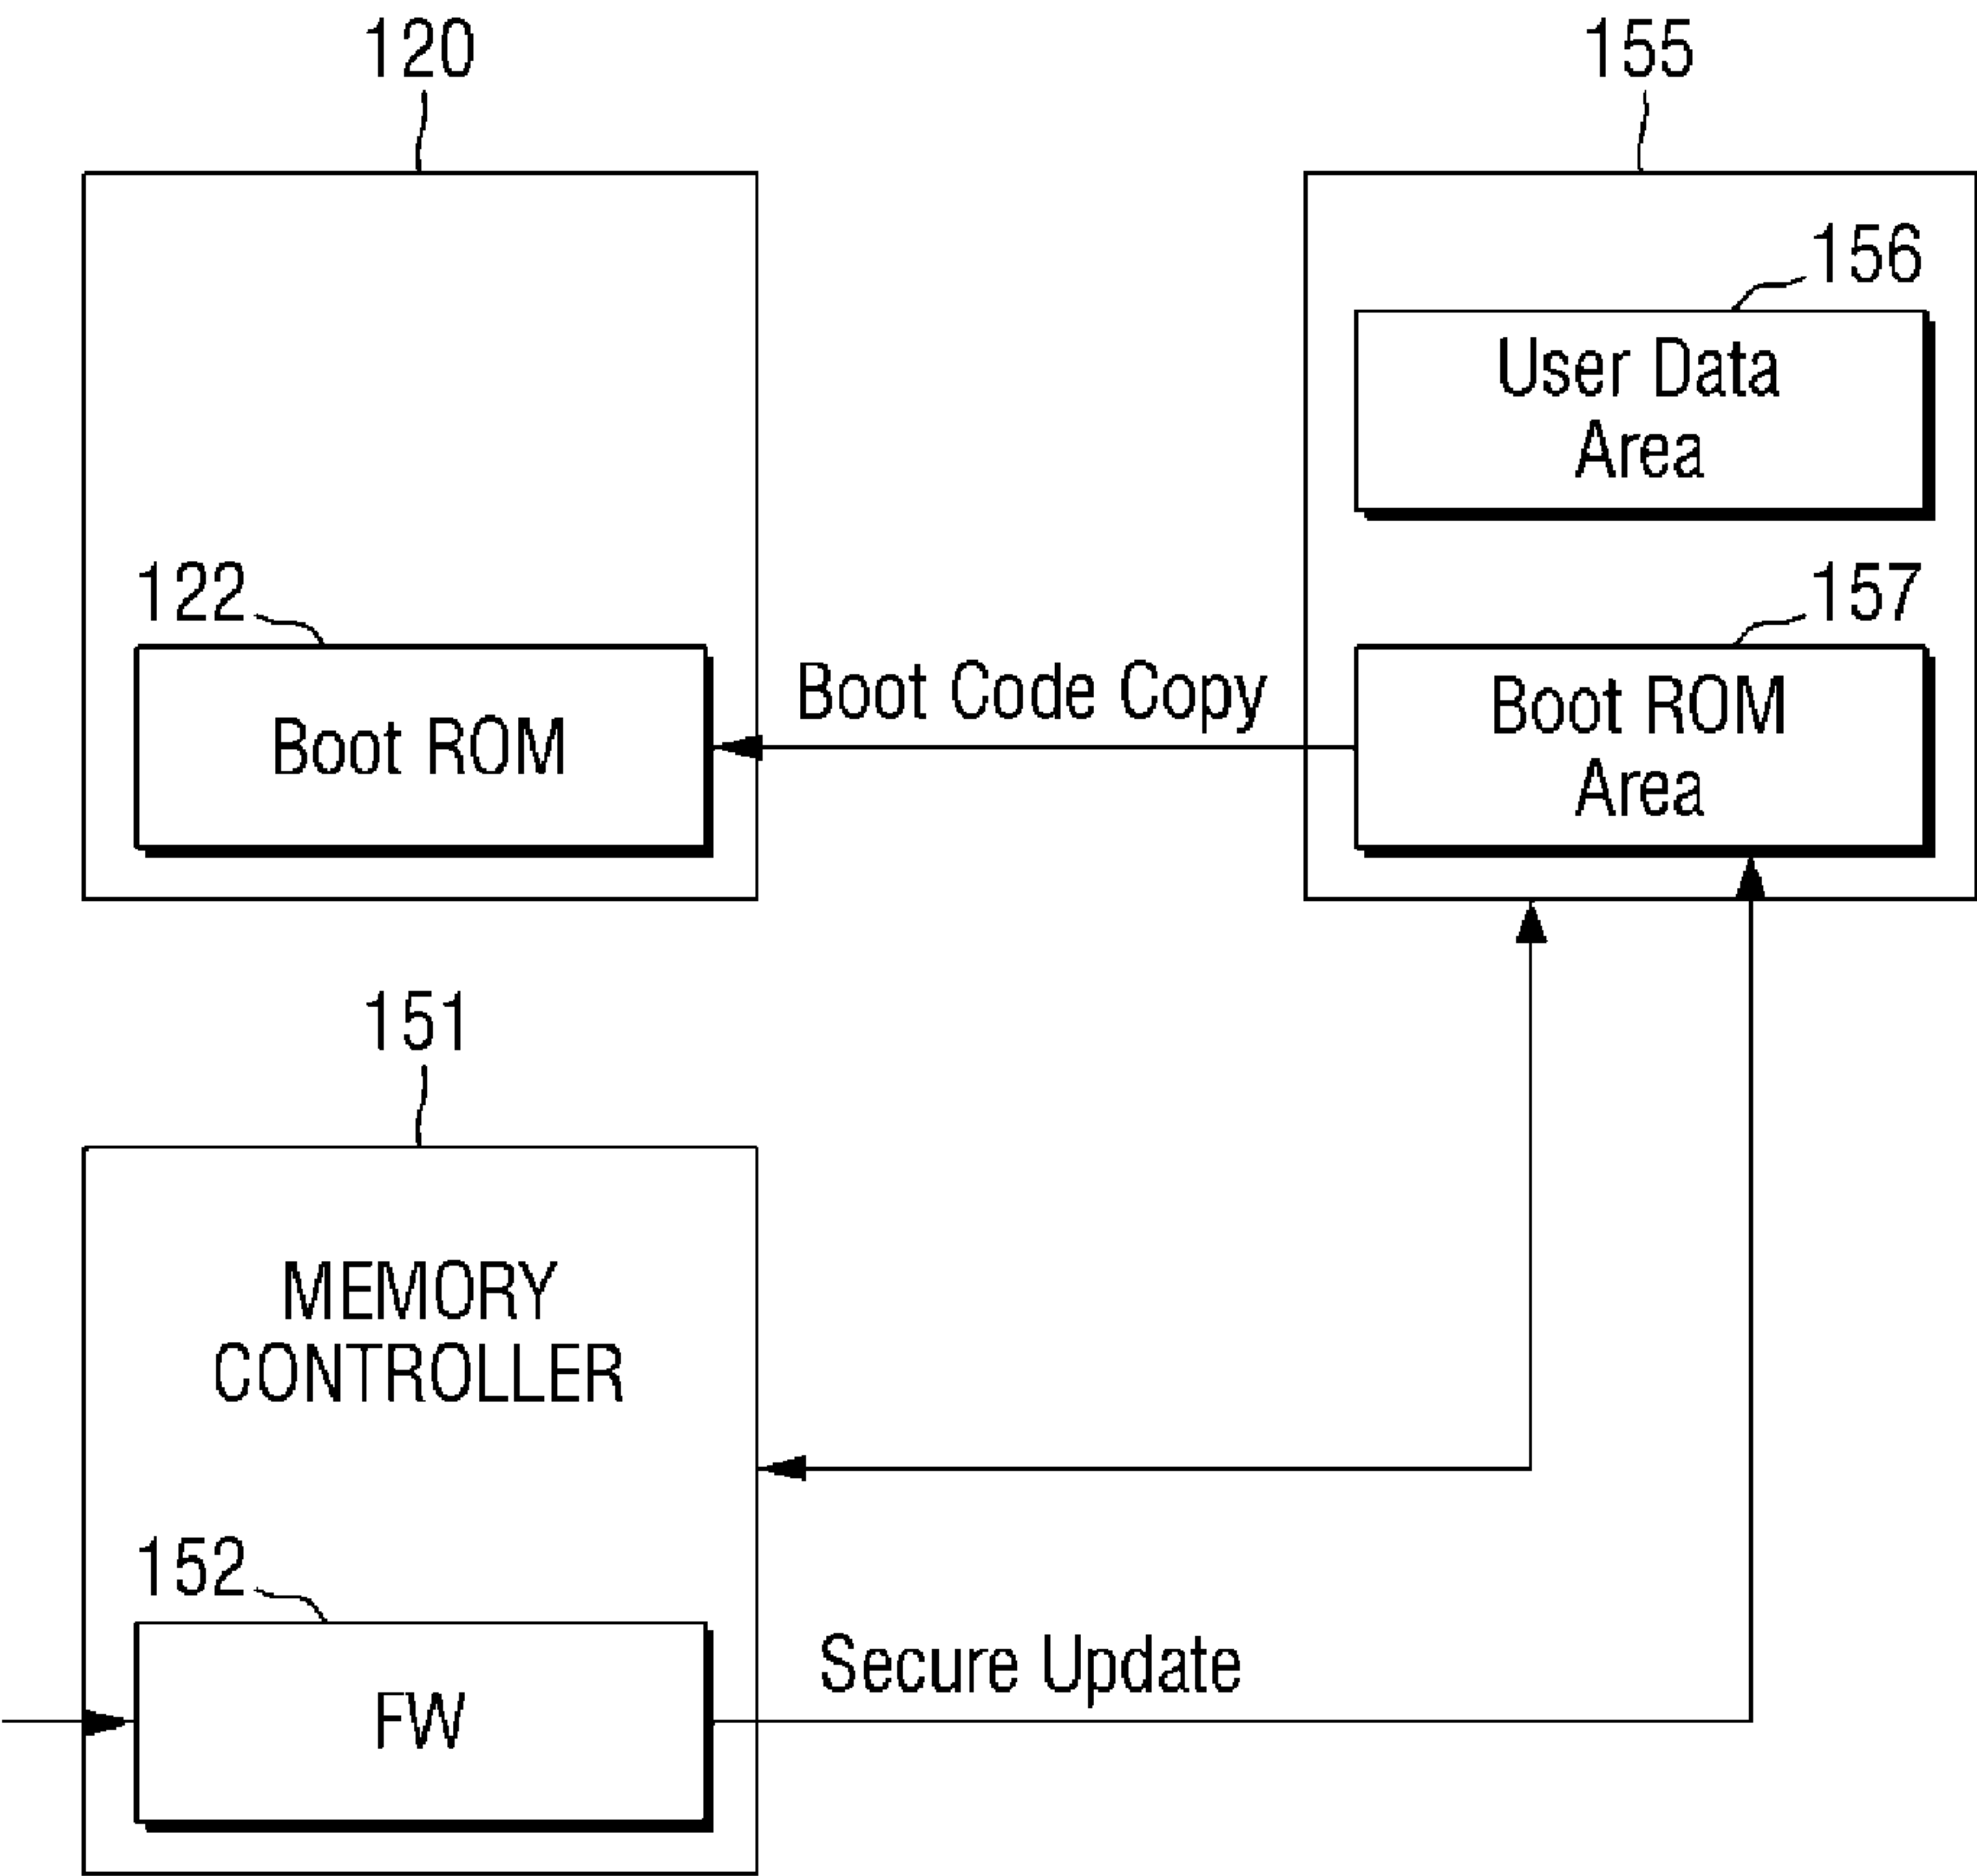 120
155
156
User Data
Area
122
157
Boot ROM
Boot Code Copy
Boot ROM
Area
151
MEMORY
CONTROLLER
152
FW
Secure Update